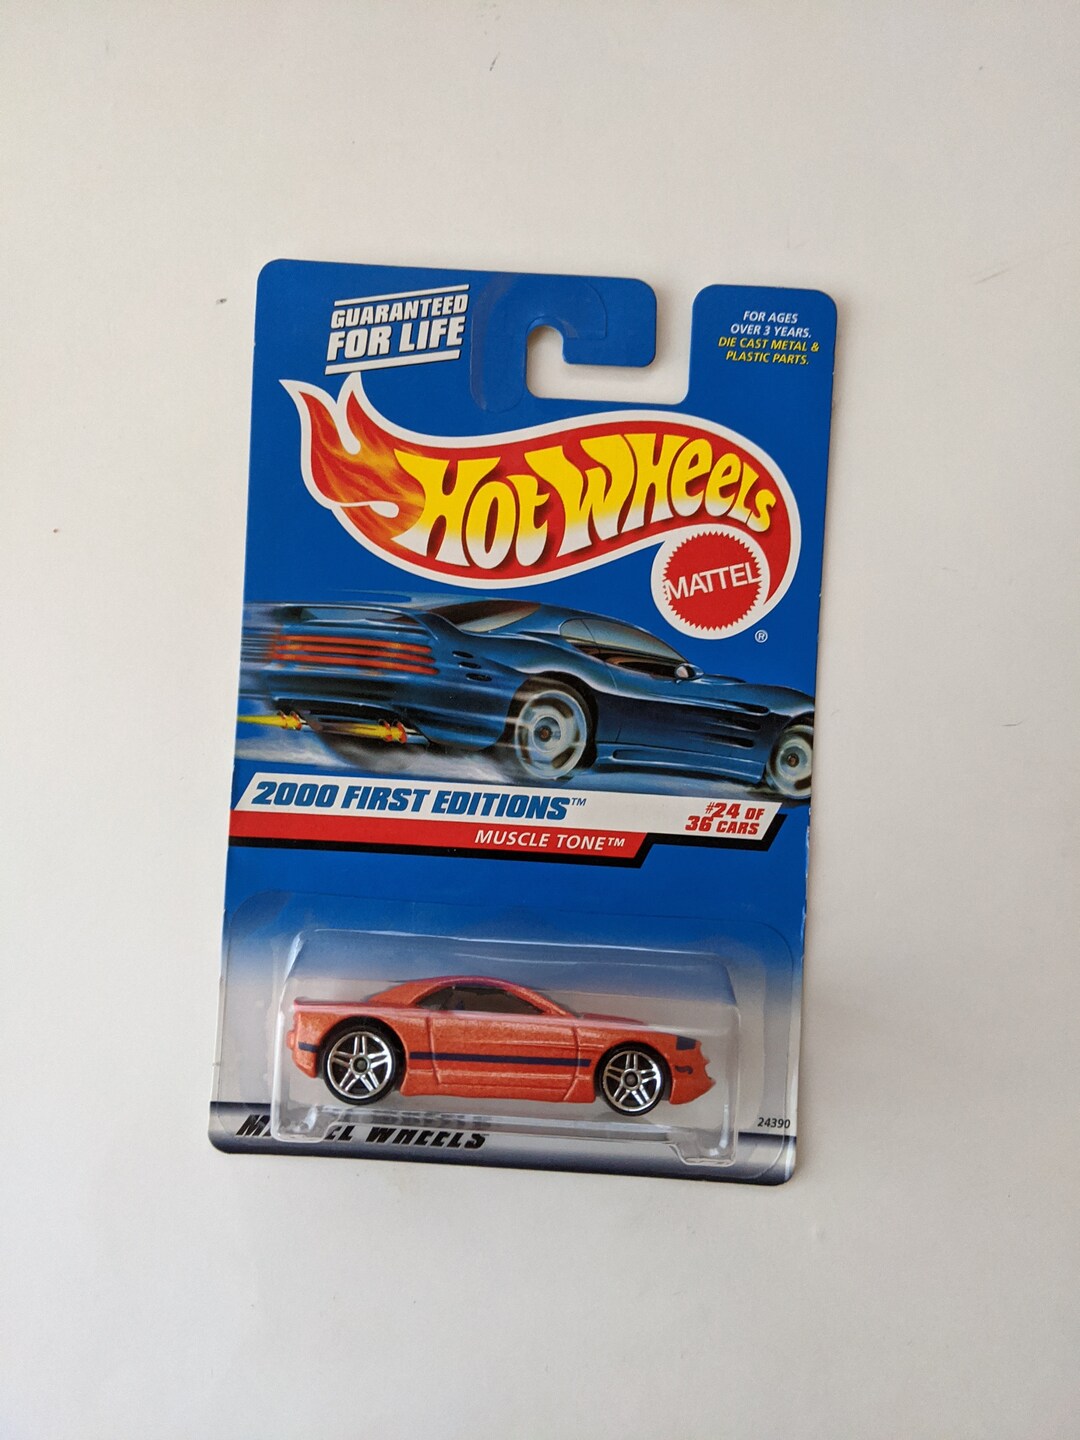 GUARANTEED
FOR LIFE
FOR AGES
OVER 3 YEARS.
DIE CAST METAL &
PLASTIC PARTS.
HOT WHEELS
MATTEL
®
2000 FIRST EDITIONS™
#24 OF
36 CARS
MUSCLE TONE™
24390
WHEELS